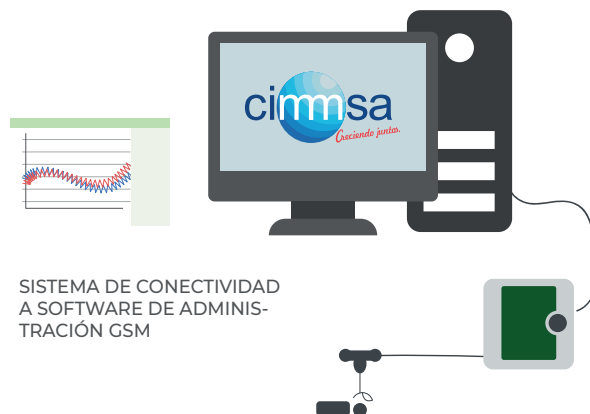 cimmsa
Creciendo juntos.
SISTEMA DE CONECTIVIDAD
A SOFTWARE DE ADMINIS-
TRACIÓN GSM